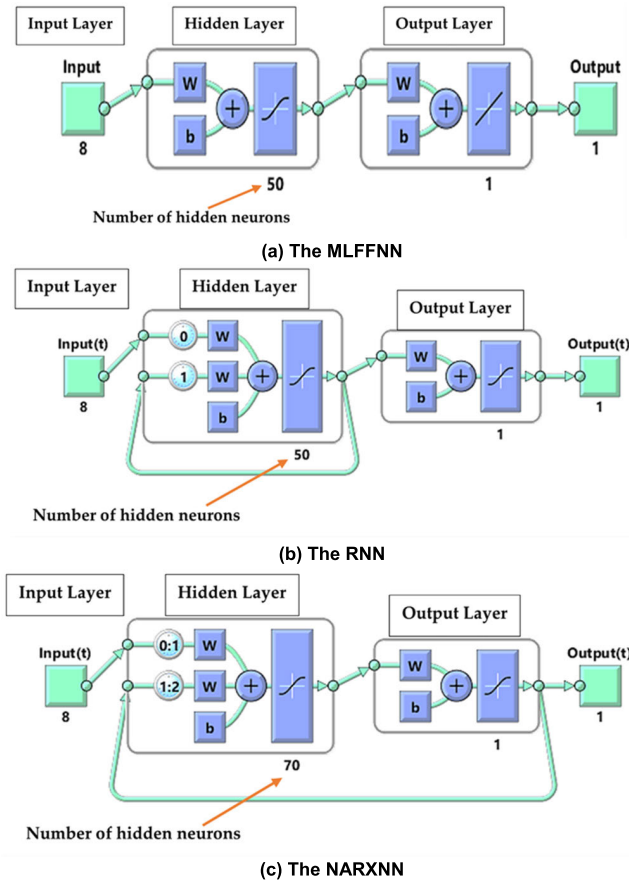 Input Layer Hidden Layer Output Layer
Input Output
W W
b + b +
8 1
50 1
Number of hidden neurons
(a) The MLFFNN
Input Layer Hidden Layer Output Layer
Input(t) Output(t)
0 W W
1 W + +
b b
8 1 1
50
Number of hidden neurons
(b) The RNN
Input Layer Hidden Layer Output Layer
Input(t) Output(t)
0:1 W W
1:2 W + +
b b
8 1 1
70
Number of hidden neurons
(c) The NARXNN